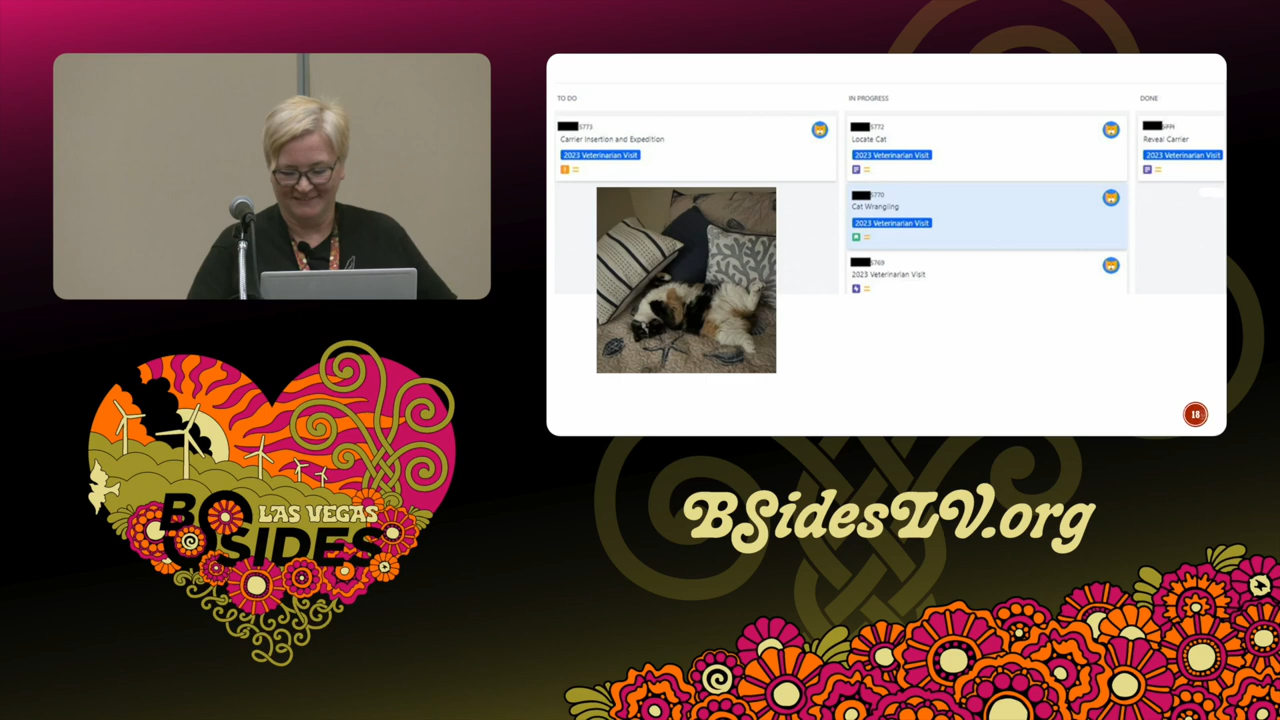 TO DO
5773
Carrier Insertion and Expedition
2023 Veterinarian Visit
IN PROGRESS
5772
Locate Cat
2023 Veterinarian Visit
5770
Cat Wrangling
2023 Veterinarian Visit
5769
2023 Veterinarian Visit
DONE
Reveal Carrier
2023 Veterinarian Visit
18
BSIDES
LAS VEGAS
BSidesLV.org